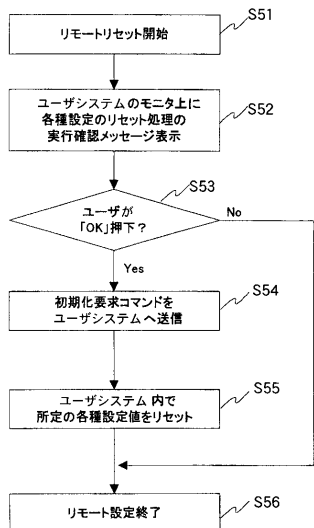 リモートリセット開始
S51
ユーザシステムのモニタ上に
各種設定のリセット処理の
実行確認メッセージ表示
S52
ユーザが
「OK」押下？
S53
No
Yes
初期化要求コマンドを
ユーザシステムへ送信
S54
ユーザシステム内で
所定の各種設定値をリセット
S55
リモート設定終了
S56